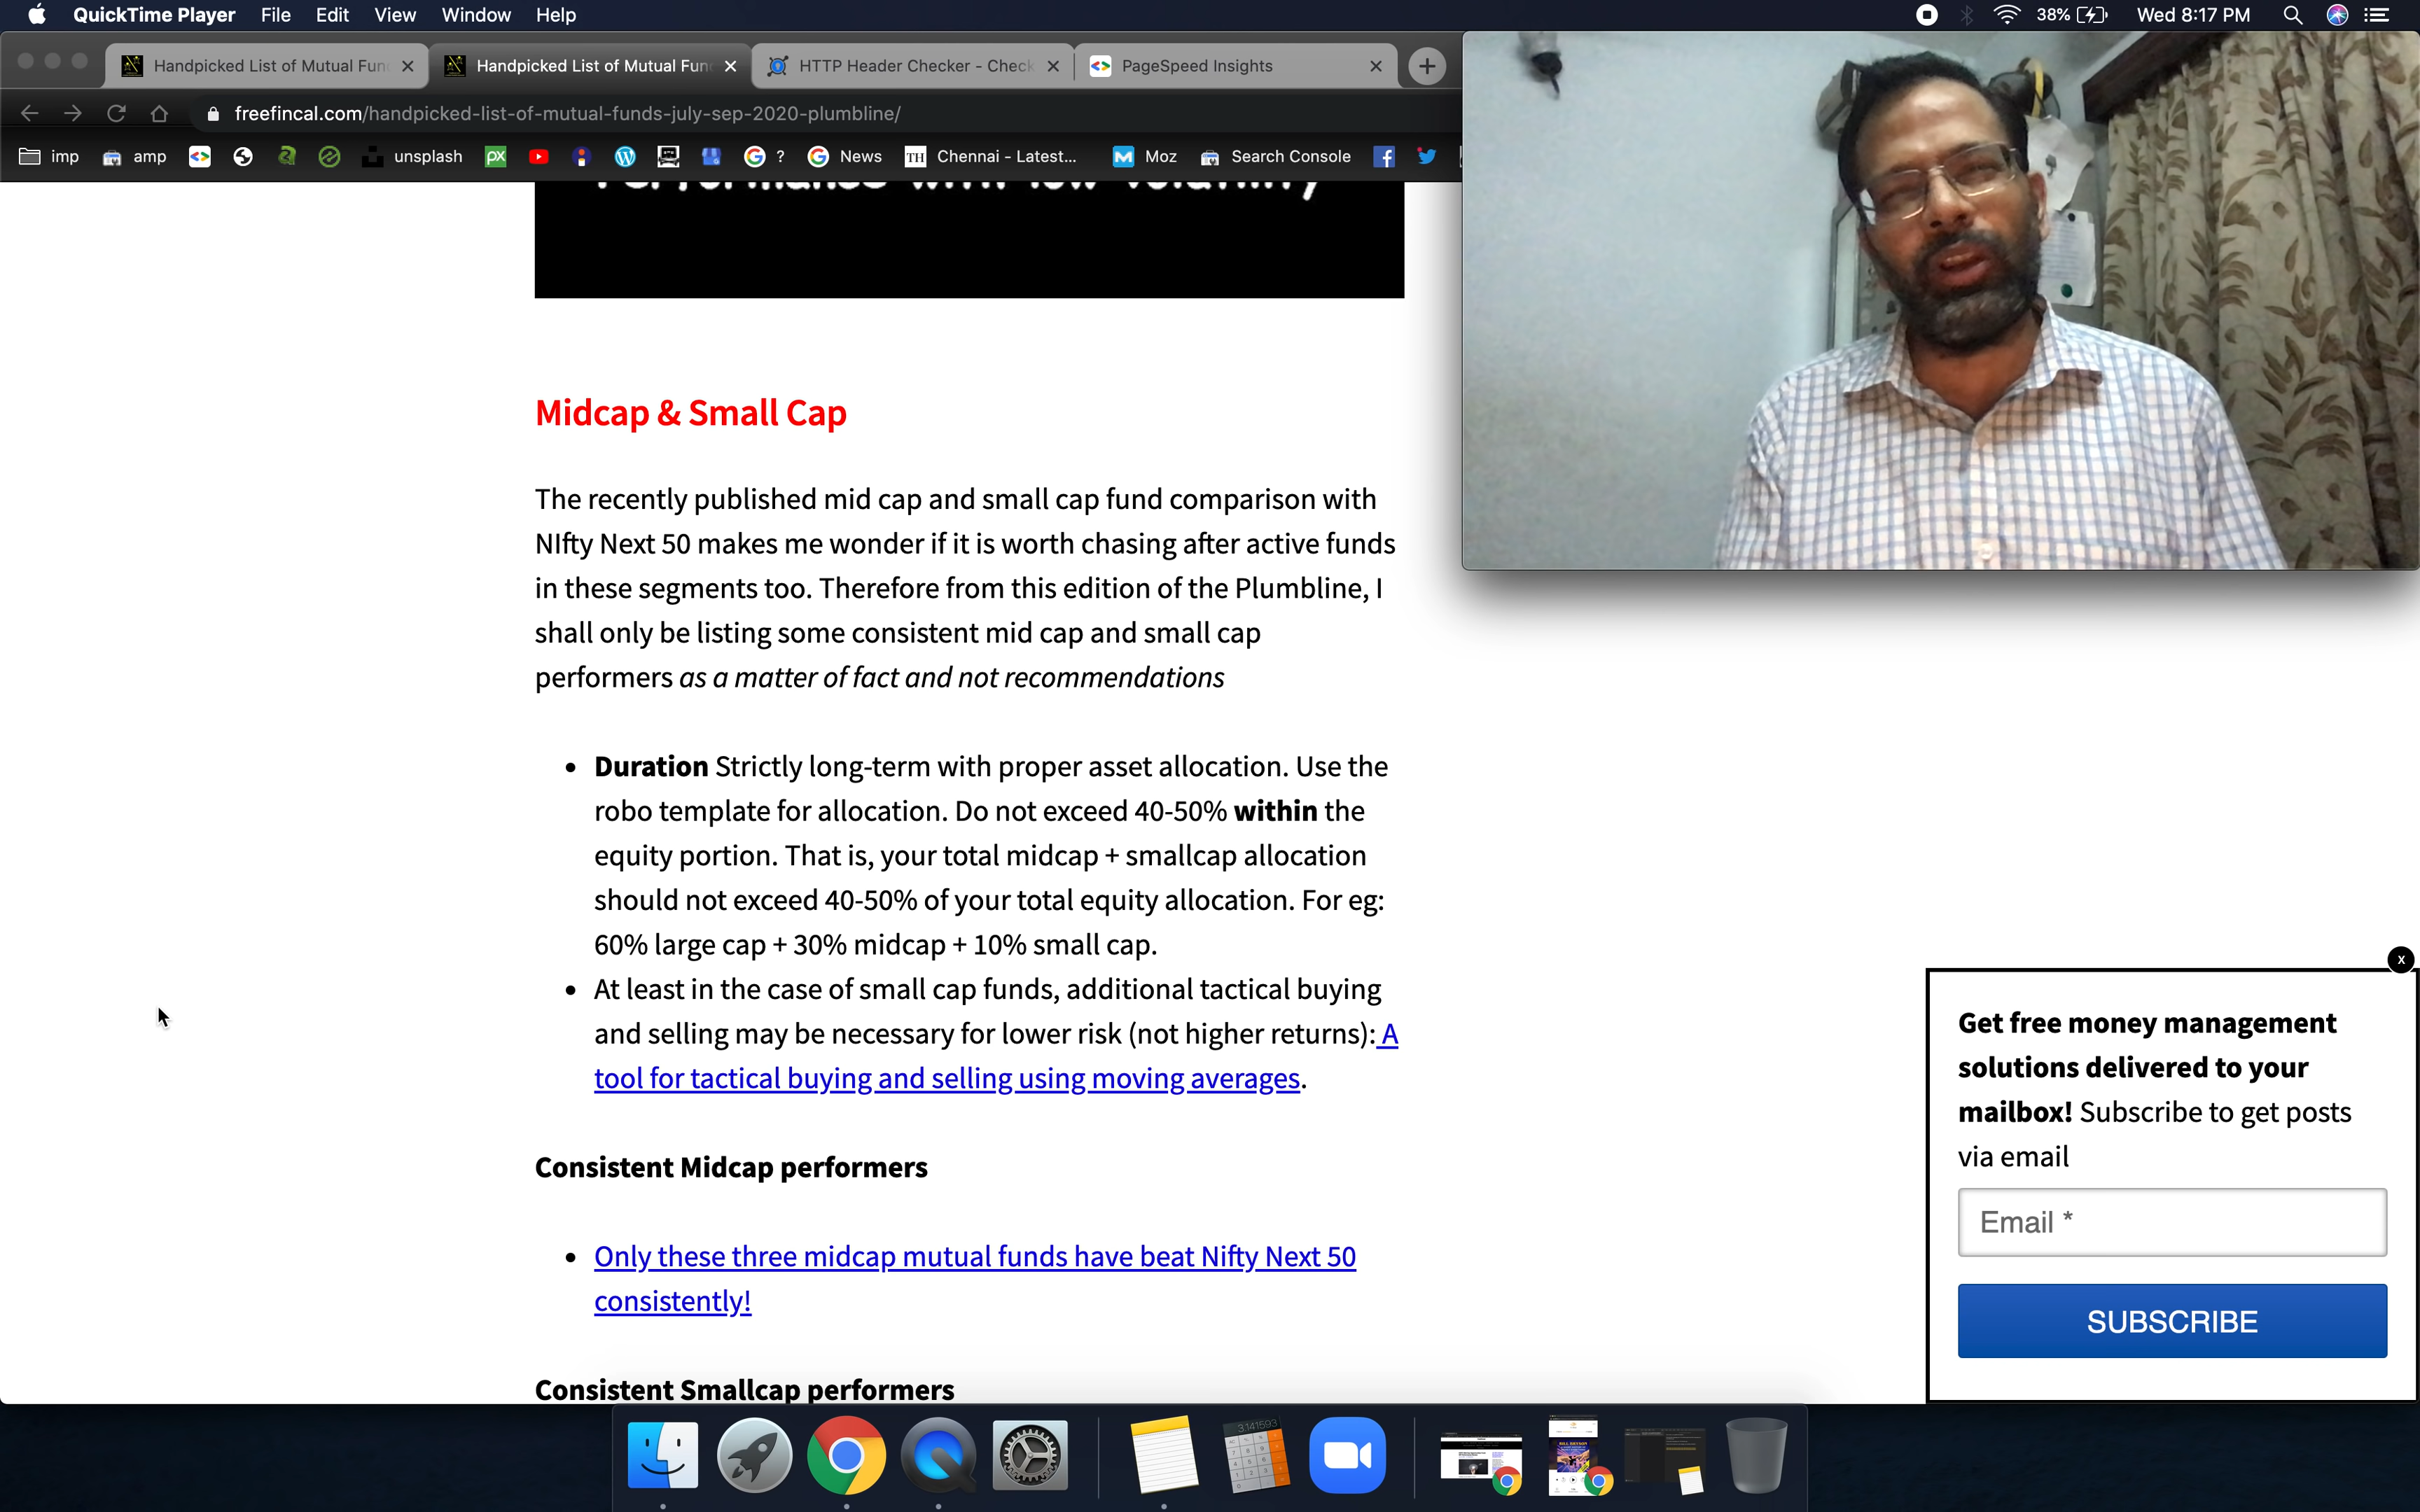 QuickTime Player File Edit View Window Help 38% Wed 8:17 PM
Handpicked List of Mutual Fun Handpicked List of Mutual Fun HTTP Header Checker - Check PageSpeed Insights
freefincal.com/handpicked-list-of-mutual-funds-july-sep-2020-plumbline/
imp amp unsplash px ? News TH Chennai - Latest... Moz Search Console
Midcap & Small Cap
The recently published mid cap and small cap fund comparison with
NIfty Next 50 makes me wonder if it is worth chasing after active funds
in these segments too. Therefore from this edition of the Plumbline, I
shall only be listing some consistent mid cap and small cap
performers as a matter of fact and not recommendations
• Duration Strictly long-term with proper asset allocation. Use the
robo template for allocation. Do not exceed 40-50% within the
equity portion. That is, your total midcap + smallcap allocation
should not exceed 40-50% of your total equity allocation. For eg:
60% large cap + 30% midcap + 10% small cap.
• At least in the case of small cap funds, additional tactical buying
and selling may be necessary for lower risk (not higher returns): A
tool for tactical buying and selling using moving averages.
Consistent Midcap performers
• Only these three midcap mutual funds have beat Nifty Next 50
consistently!
Consistent Smallcap performers
x
Get free money management
solutions delivered to your
mailbox! Subscribe to get posts
via email
Email *
SUBSCRIBE
3.141593